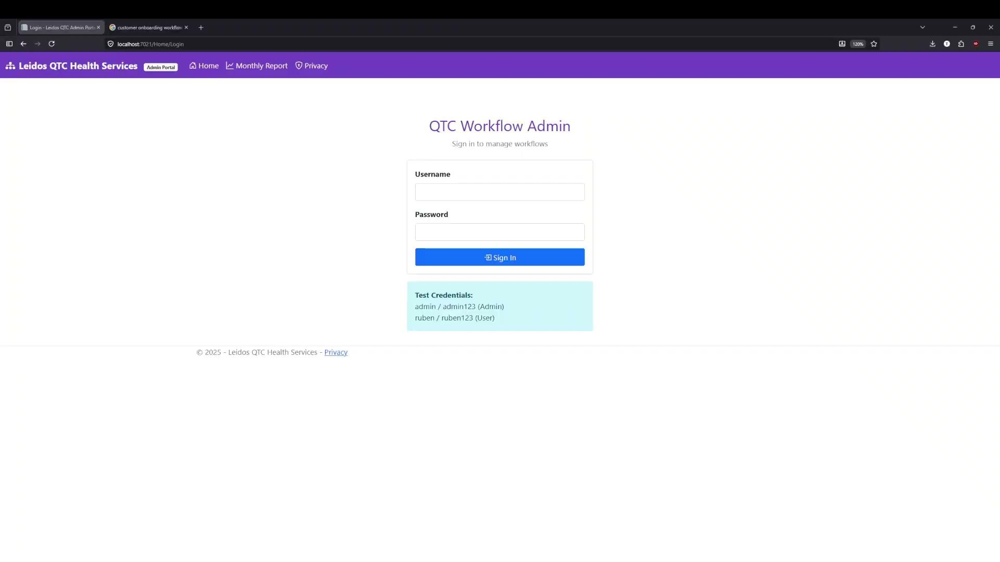 Login - Leidos QTC Admin Port
customer onboarding workflow
localhost:7021/Home/Login
120%
Leidos QTC Health Services
Admin Portal
Home
Monthly Report
Privacy
QTC Workflow Admin
Sign in to manage workflows
Username
Password
Sign In
Test Credentials:
admin / admin123 (Admin)
ruben / ruben123 (User)
© 2025 - Leidos QTC Health Services - Privacy